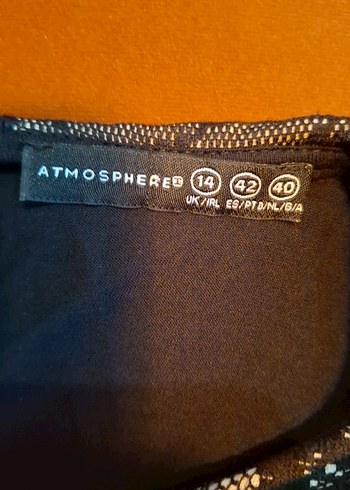 ATMOSPHERE 14 42 40
UK/IRL ES/PT D/NL/B/A